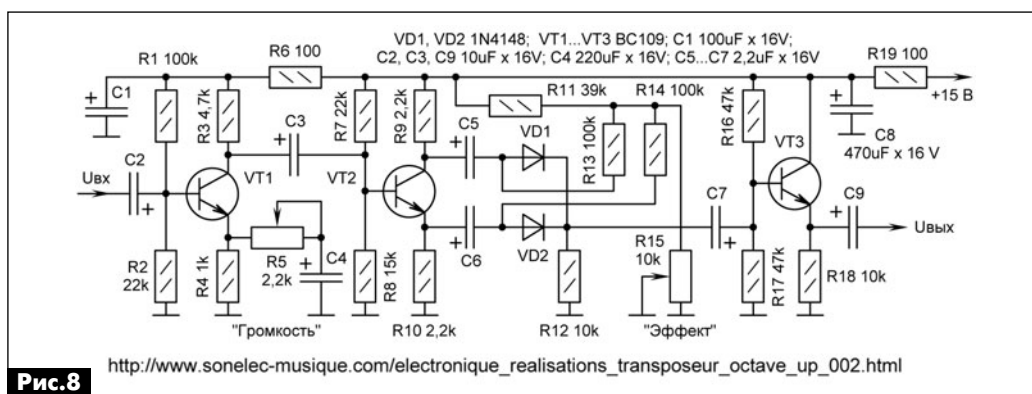 VD1, VD2 1N4148; VT1...VT3 BC109; C1 100uF x 16V;
C2, C3, C9 10uF x 16V; C4 220uF x 16V; C5...C7 2,2uF x 16V
R1 100k
R6 100
R19 100
+15 В
C1
R3 4,7k
C3
R7 22k
R9 2,2k
C5
VD1
R11 39k
R14 100k
R13 100k
R16 47k
VT3
C8
470uF x 16 V
C2
Uвх
VT1
VT2
C6
VD2
C7
C9
Uвых
R2
22k
R4 1k
R5
2,2k
C4
R8 15k
R10 2,2k
R12 10k
R15
10k
R17 47k
R18 10k
"Громкость"
"Эффект"
http://www.sonelec-musique.com/electronique_realisations_transposeur_octave_up_002.html
Рис.8